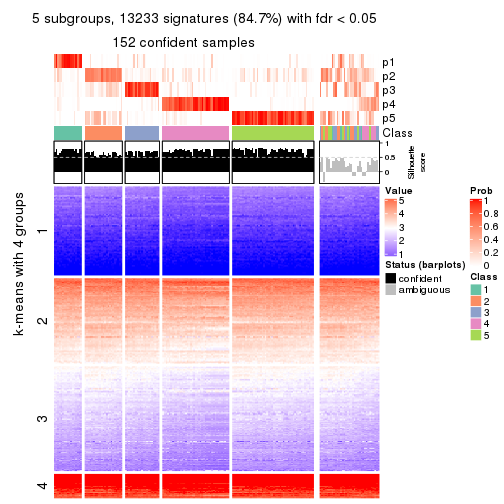 5 subgroups, 13233 signatures (84.7%) with fdr < 0.05
152 confident samples
p1
p2
p3
p4
p5
Class
1
0.5
0
Silhouette
score
k-means with 4 groups
1
2
3
4
Value
5
4
3
2
1
Status (barplots)
confident
ambiguous
Prob
1
0.8
0.6
0.4
0.2
0
Class
1
2
3
4
5